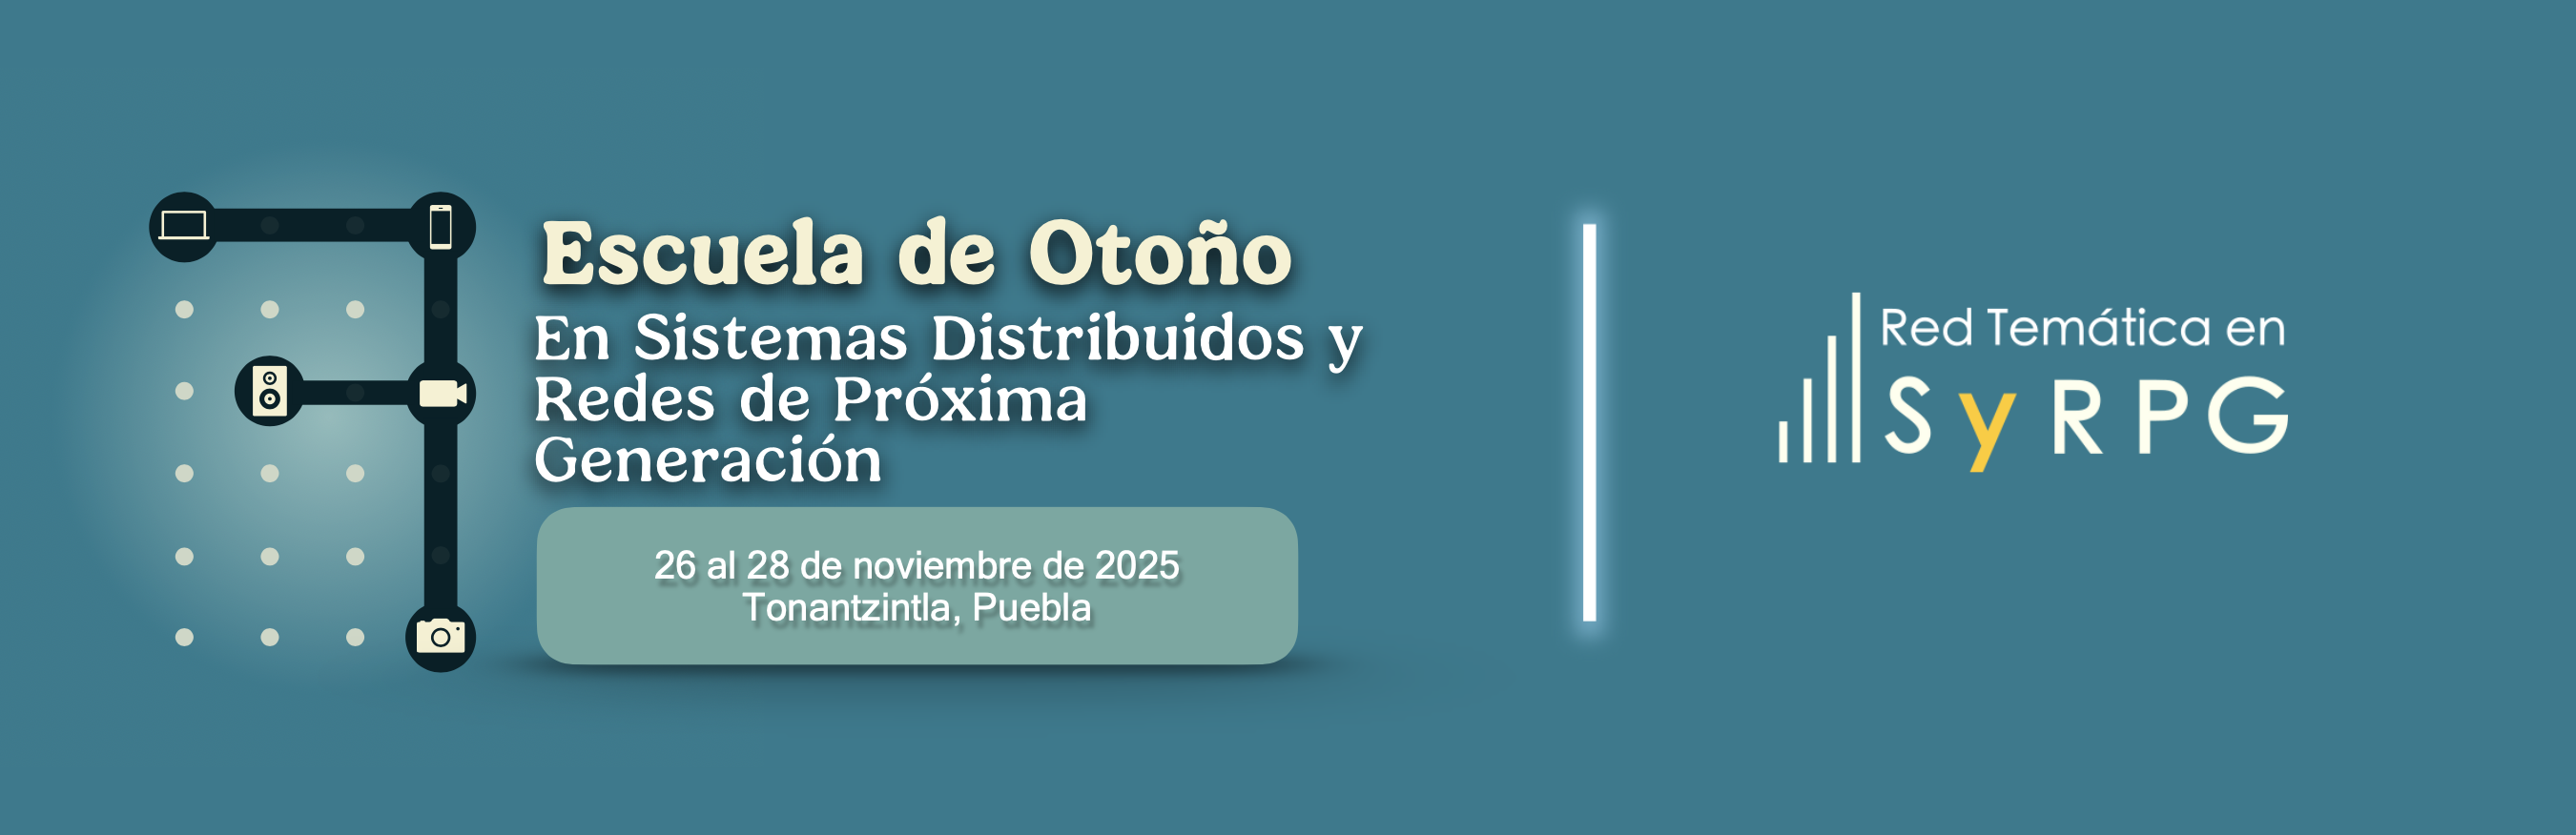 Escuela de Otoño
En Sistemas Distribuidos y
Redes de Próxima
Generación
26 al 28 de noviembre de 2025
Tonantzintla, Puebla
Red Temática en
SyRPG